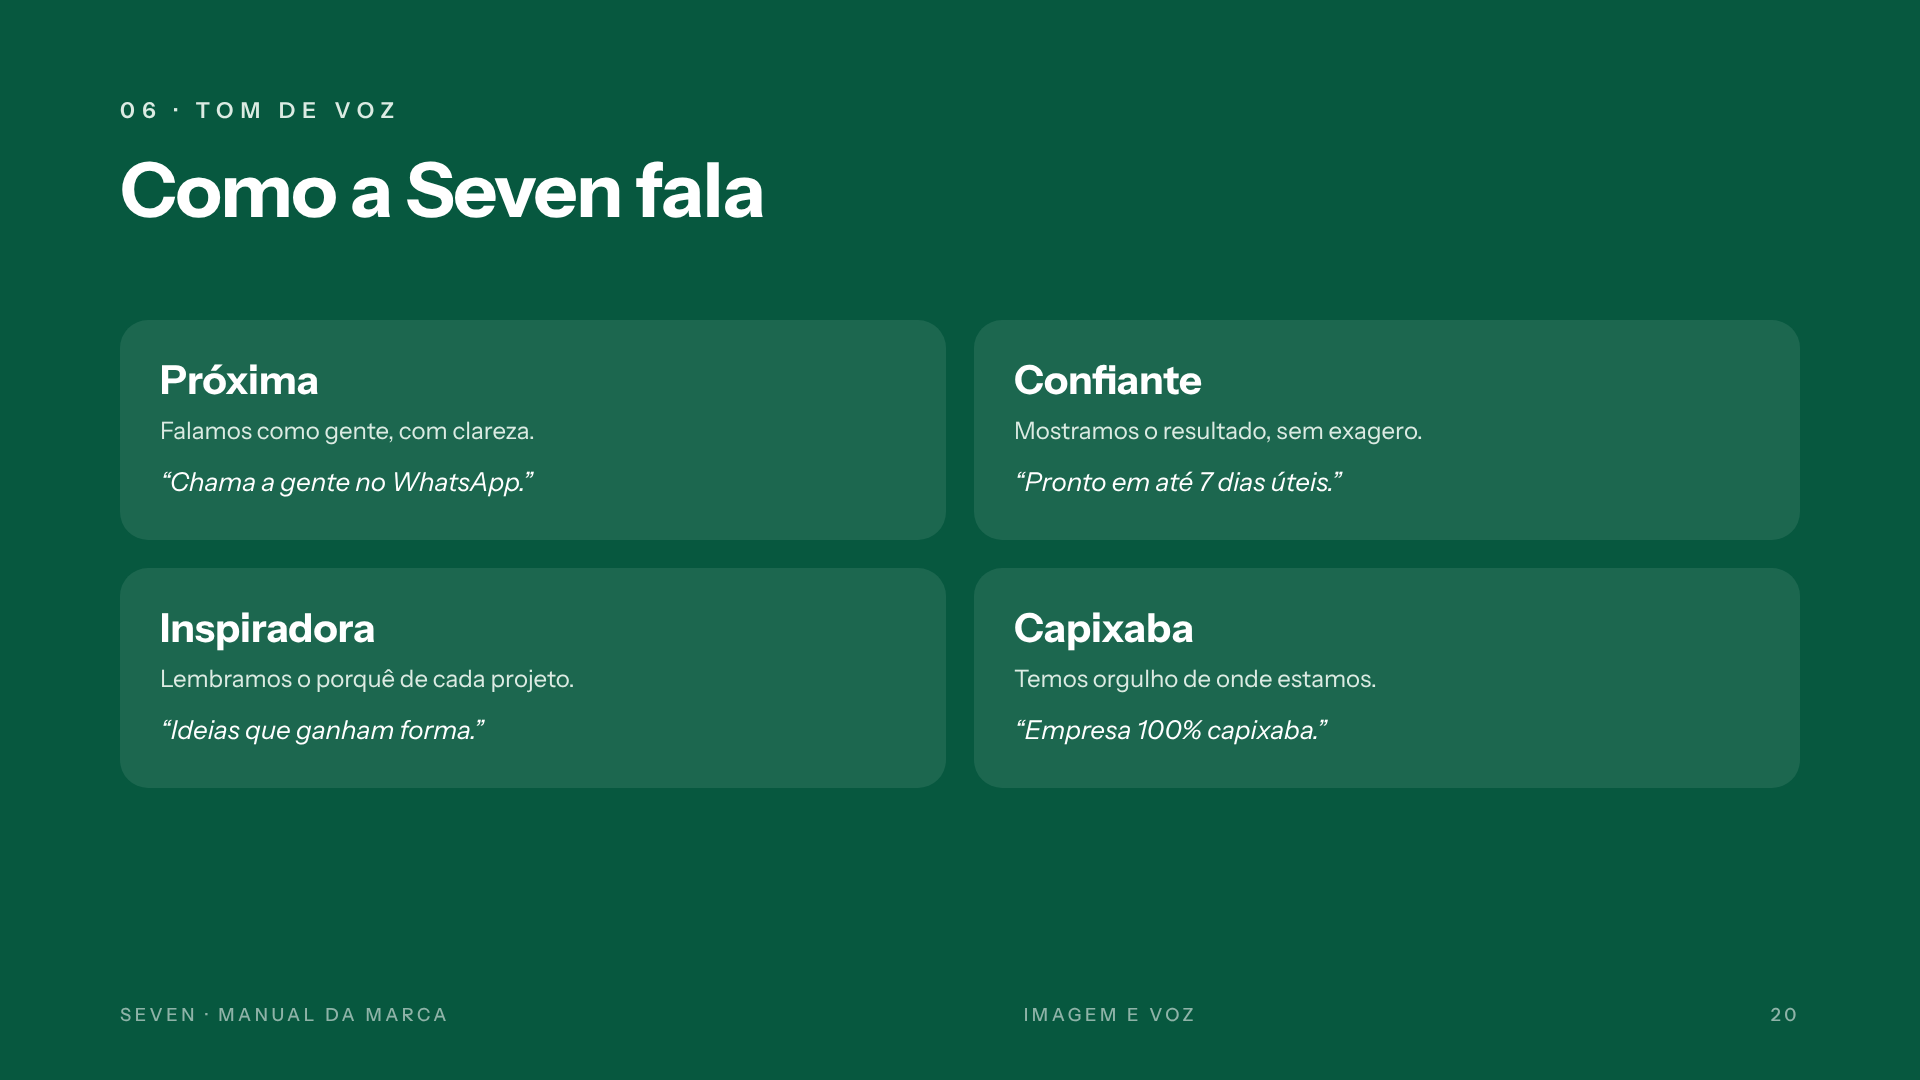 06 · TOM DE VOZ
Como a Seven fala
Próxima
Falamos como gente, com clareza.
“Chama a gente no WhatsApp.”
Confiante
Mostramos o resultado, sem exagero.
“Pronto em até 7 dias úteis.”
Inspiradora
Lembramos o porquê de cada projeto.
“Ideias que ganham forma.”
Capixaba
Temos orgulho de onde estamos.
“Empresa 100% capixaba.”
SEVEN · MANUAL DA MARCA
IMAGEM E VOZ
20